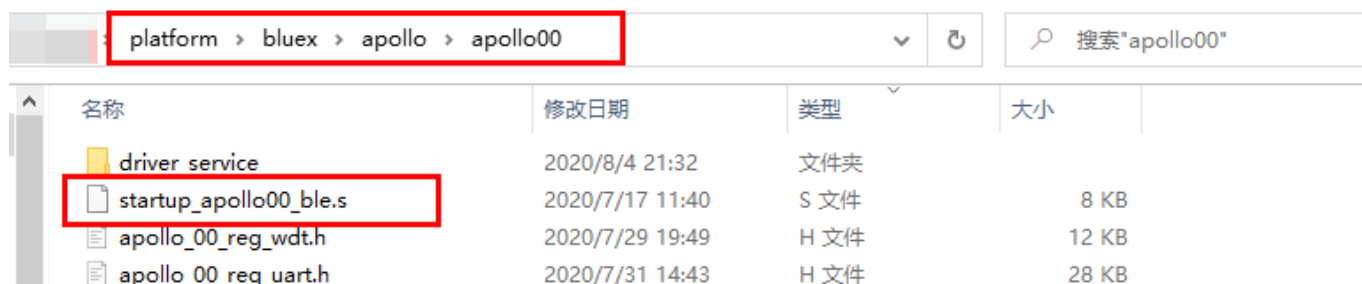 platform › bluex › apollo › apollo00 搜索"apollo00"
名称 修改日期 类型 大小
driver_service 2020/8/4 21:32 文件夹
startup_apollo00_ble.s 2020/7/17 11:40 S 文件 8 KB
apollo_00_reg_wdt.h 2020/7/29 19:49 H 文件 12 KB
apollo_00_reg_uart.h 2020/7/31 14:43 H 文件 28 KB